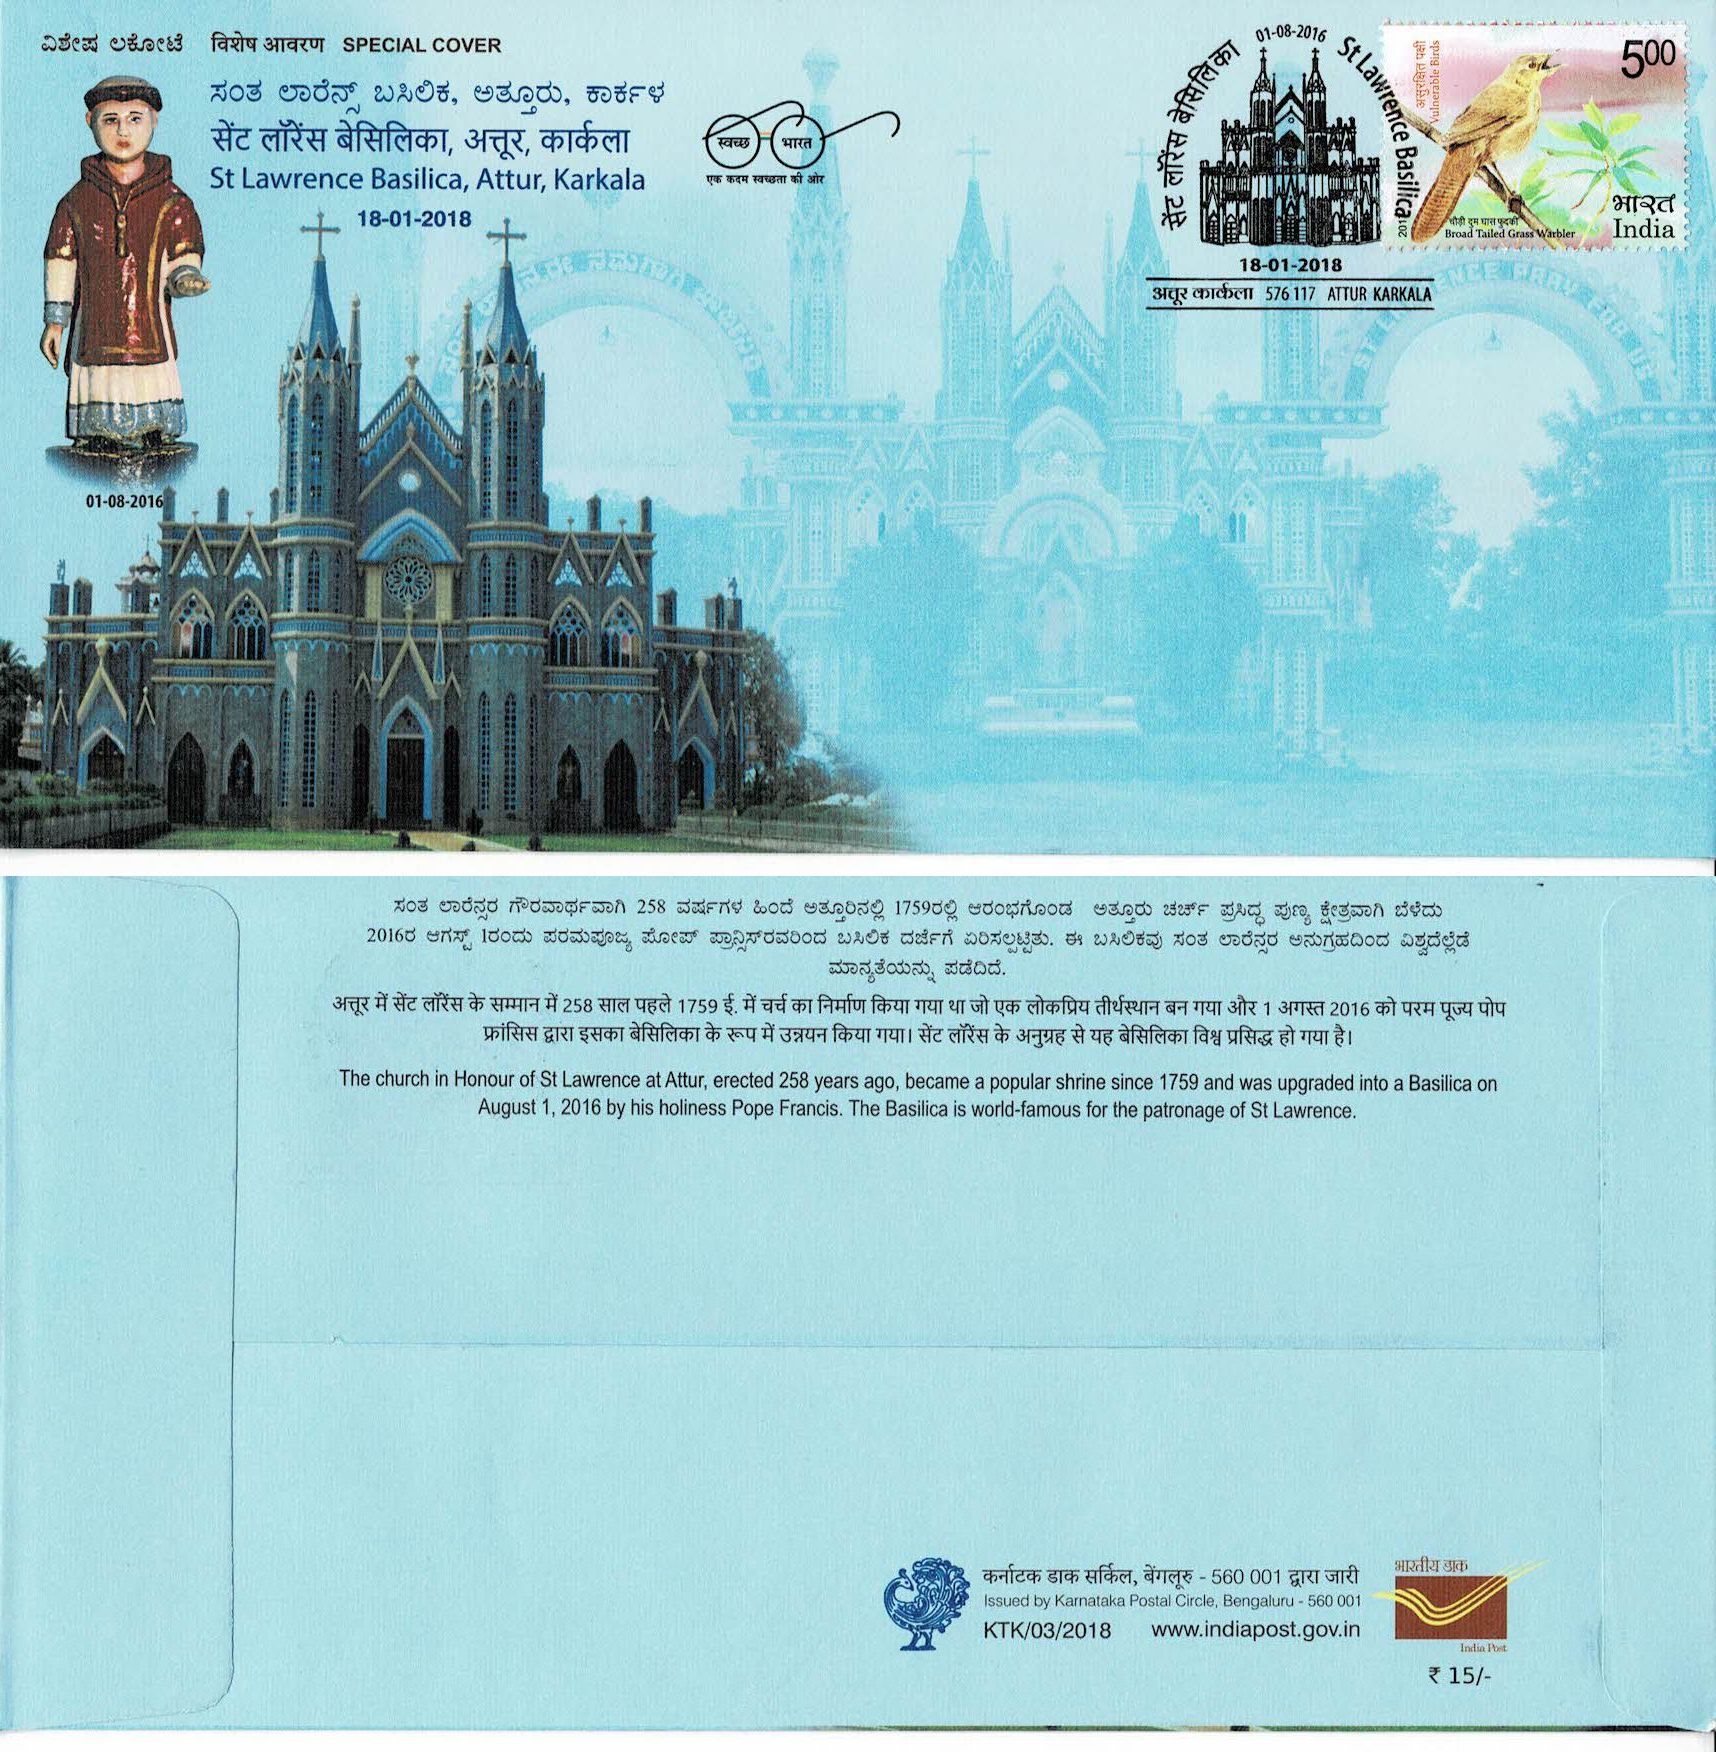 ವಿಶೇಷ ಲಕೋಟೆ विशेष आवरण SPECIAL COVER
ಸಂತ ಲಾರೆನ್ಸ್ ಬಸಿಲಿಕ, ಅತ್ತೂರು, ಕಾರ್ಕಳ
सेंट लॉरेंस बेसिलिका, अत्तूर, कार्कला
St Lawrence Basilica, Attur, Karkala
18-01-2018
01-08-2016
स्वच्छ भारत
एक कदम स्वच्छता की ओर
सेंट लॉरेंस बेसिलिका 01-08-2016 St Lawrence Basilica
18-01-2018
अत्तूर कार्कला 576 117 ATTUR KARKALA
असुरक्षित पक्षी
Vulnerable Birds
500
चौड़ी दुम घास फुदकी
Broad Tailed Grass Warbler
भारत
India
ಸಂತ ಲಾರೆನ್ಸರ ಗೌರವಾರ್ಥವಾಗಿ 258 ವರ್ಷಗಳ ಹಿಂದೆ ಅತ್ತೂರಿನಲ್ಲಿ 1759ರಲ್ಲಿ ಆರಂಭಗೊಂಡ ಅತ್ತೂರು ಚರ್ಚ್ ಪ್ರಸಿದ್ಧ ಪುಣ್ಯ ಕ್ಷೇತ್ರವಾಗಿ ಬೆಳೆದು
2016ರ ಆಗಸ್ಟ್ 1ರಂದು ಪರಮಪೂಜ್ಯ ಪೋಪ್ ಫ್ರಾನ್ಸಿಸ್‌ರವರಿಂದ ಬಸಿಲಿಕ ದರ್ಜೆಗೆ ಏರಿಸಲ್ಪಟ್ಟಿತು. ಈ ಬಸಿಲಿಕವು ಸಂತ ಲಾರೆನ್ಸರ ಅನುಗ್ರಹದಿಂದ ವಿಶ್ವದೆಲ್ಲೆಡೆ
ಮಾನ್ಯತೆಯನ್ನು ಪಡೆದಿದೆ.
अत्तूर में सेंट लॉरेंस के सम्मान में 258 साल पहले 1759 ई. में चर्च का निर्माण किया गया था जो एक लोकप्रिय तीर्थस्थान बन गया और 1 अगस्त 2016 को परम पूज्य पोप
फ्रांसिस द्वारा इसका बेसिलिका के रूप में उन्नयन किया गया। सेंट लॉरेंस के अनुग्रह से यह बेसिलिका विश्व प्रसिद्ध हो गया है।
The church in Honour of St Lawrence at Attur, erected 258 years ago, became a popular shrine since 1759 and was upgraded into a Basilica on
August 1, 2016 by his holiness Pope Francis. The Basilica is world-famous for the patronage of St Lawrence.
कर्नाटक डाक सर्किल, बेंगलूरु - 560 001 द्वारा जारी
Issued by Karnataka Postal Circle, Bengaluru - 560 001
KTK/03/2018 www.indiapost.gov.in
भारतीय डाक
India Post
₹ 15/-